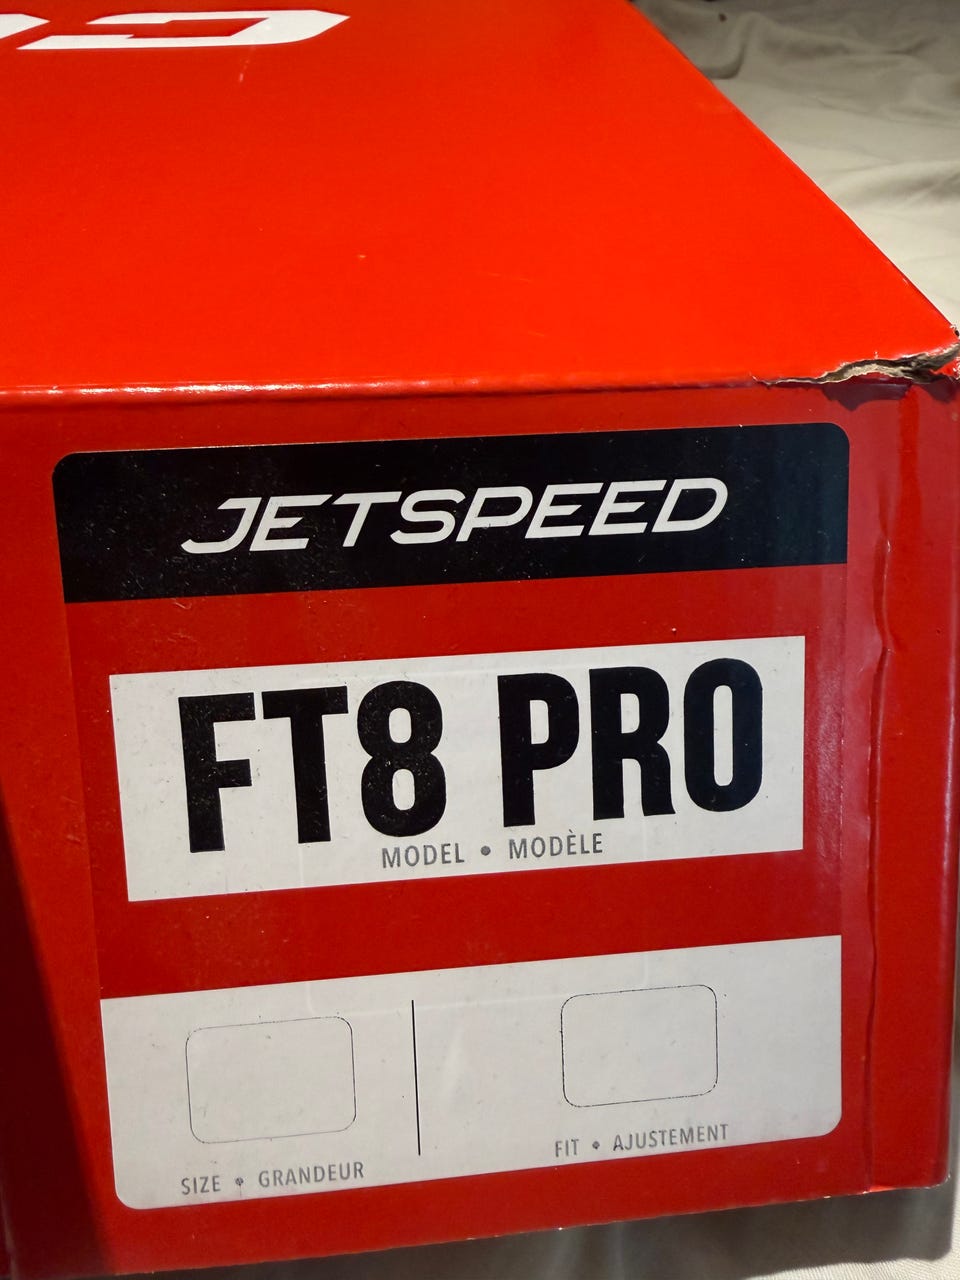 JETSPEED
FT8 PRO
MODEL • MODÈLE
SIZE • GRANDEUR
FIT • AJUSTEMENT